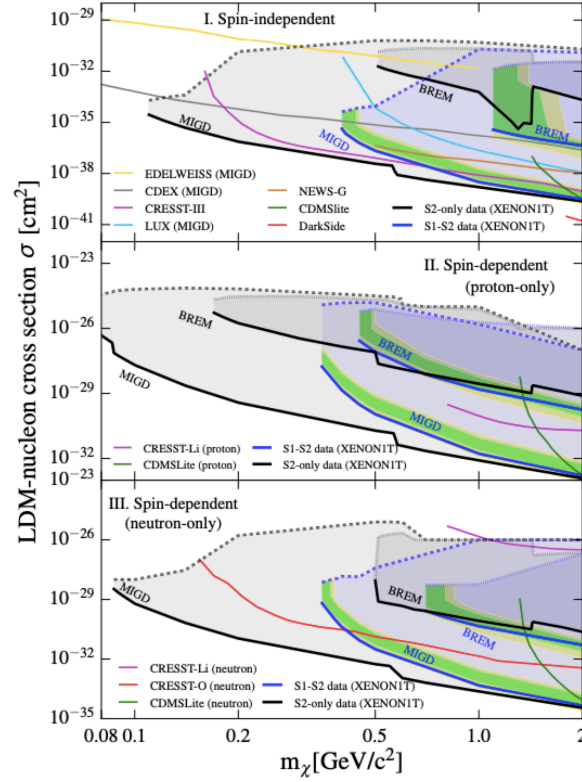 LDM-nucleon cross section σ [cm²]
10⁻²⁹
10⁻³²
10⁻³⁵
10⁻³⁸
10⁻⁴¹
I. Spin-independent
BREM
BREM
MIGD
MIGD
EDELWEISS (MIGD)
CDEX (MIGD)
CRESST-III
LUX (MIGD)
NEWS-G
CDMSlite
DarkSide
S2-only data (XENON1T)
S1-S2 data (XENON1T)
10⁻²³
10⁻²⁶
10⁻²⁹
10⁻³²
II. Spin-dependent
(proton-only)
BREM
BREM
MIGD
MIGD
CRESST-Li (proton)
CDMSLite (proton)
S1-S2 data (XENON1T)
S2-only data (XENON1T)
10⁻²³
10⁻²⁶
10⁻²⁹
10⁻³²
10⁻³⁵
III. Spin-dependent
(neutron-only)
MIGD
BREM
BREM
MIGD
CRESST-Li (neutron)
CRESST-O (neutron)
CDMSLite (neutron)
S1-S2 data (XENON1T)
S2-only data (XENON1T)
0.08 0.1 0.2 0.5 1.0 2
mχ[GeV/c²]